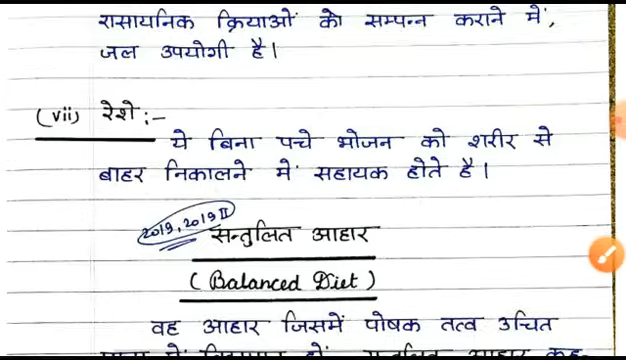 रासायनिक क्रियाओं को सम्पन्न कराने में,
जल उपयोगी है।
(vii) रेशे:-
ये बिना पचे भोजन को शरीर से
बाहर निकालने में सहायक होते है।
2019, 2019 II
सन्तुलित आहार
(Balanced Diet)
वह आहार जिसमें पोषक तत्व उचित